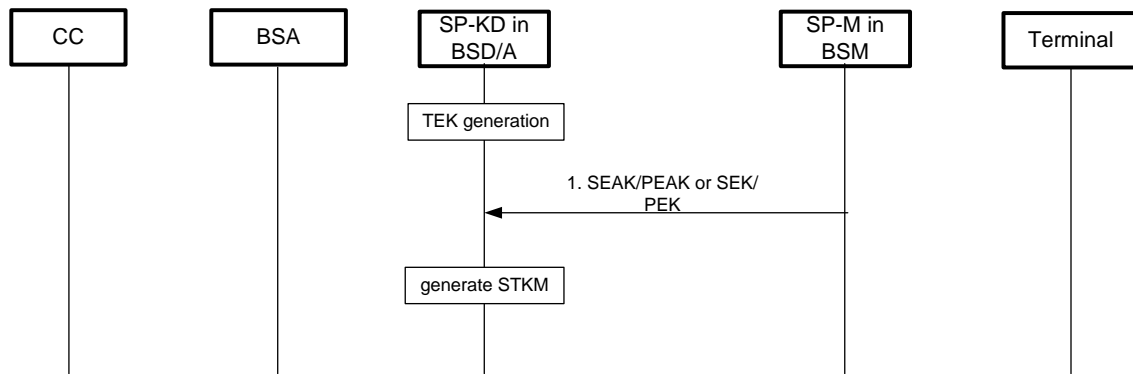 CC
BSA
SP-KD in
BSD/A
SP-M in
BSM
Terminal
TEK generation
1. SEAK/PEAK or SEK/
PEK
generate STKM